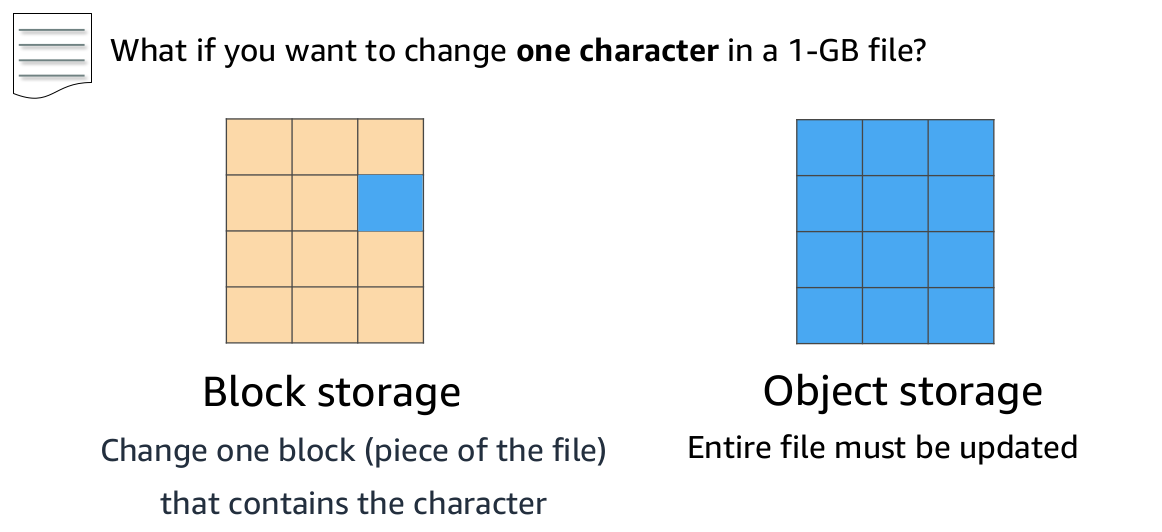 What if you want to change one character in a 1-GB file?
Block storage
Change one block (piece of the file)
that contains the character
Object storage
Entire file must be updated